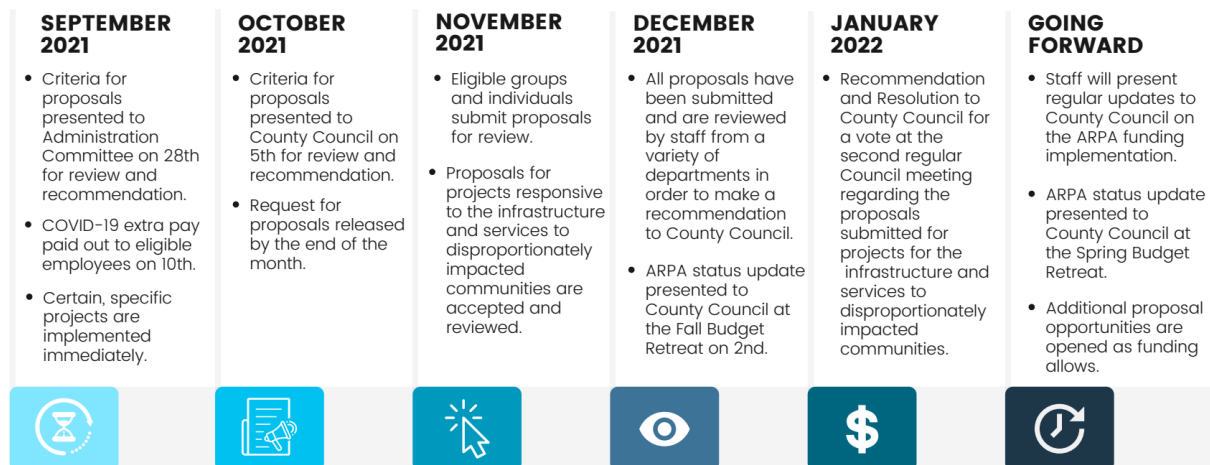 SEPTEMBER
2021
• Criteria for
proposals
presented to
Administration
Committee on 28th
for review and
recommendation.
• COVID-19 extra pay
paid out to eligible
employees on 10th.
• Certain, specific
projects are
implemented
immediately.
OCTOBER
2021
• Criteria for
proposals
presented to
County Council on
5th for review and
recommendation.
• Request for
proposals released
by the end of the
month.
NOVEMBER
2021
• Eligible groups
and individuals
submit proposals
for review.
• Proposals for
projects responsive
to the infrastructure
and services to
disproportionately
impacted
communities are
accepted and
reviewed.
DECEMBER
2021
• All proposals have
been submitted
and are reviewed
by staff from a
variety of
departments in
order to make a
recommendation
to County Council.
• ARPA status update
presented to
County Council at
the Fall Budget
Retreat on 2nd.
JANUARY
2022
• Recommendation
and Resolution to
County Council for
a vote at the
second regular
Council meeting
regarding the
proposals
submitted for
projects for the
infrastructure and
services to
disproportionately
impacted
communities.
GOING
FORWARD
• Staff will present
regular updates to
County Council on
the ARPA funding
implementation.
• ARPA status update
presented to
County Council at
the Spring Budget
Retreat.
• Additional proposal
opportunities are
opened as funding
allows.
$